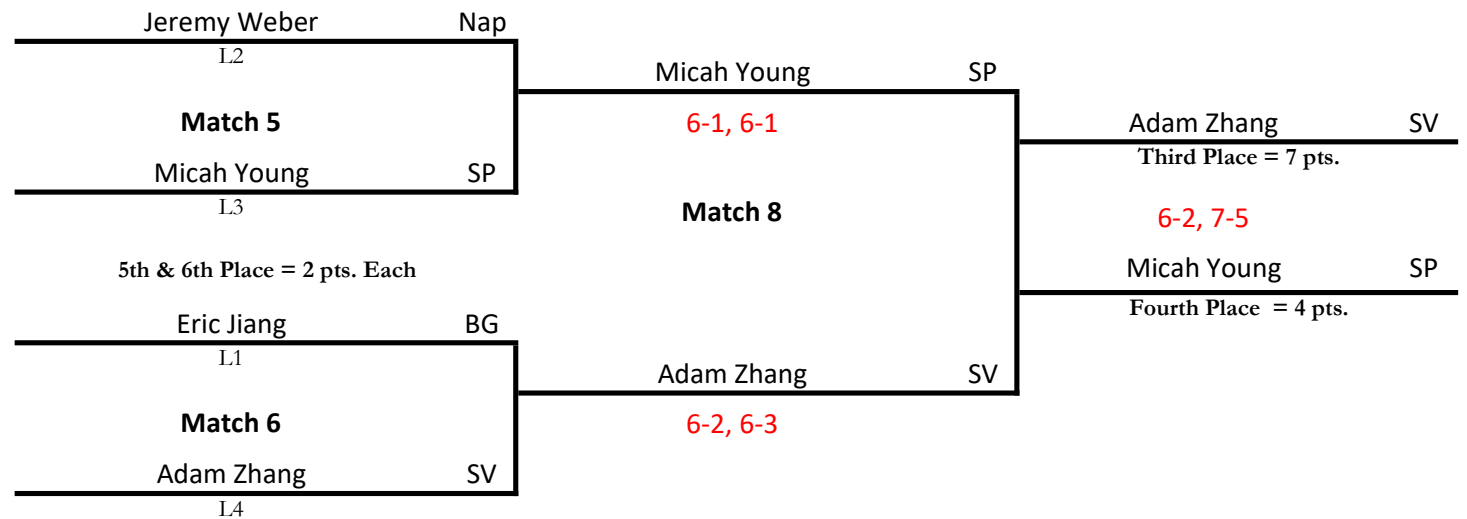 Jeremy Weber Nap
L2
Match 5
Micah Young SP
L3
5th & 6th Place = 2 pts. Each
Eric Jiang BG
L1
Match 6
Adam Zhang SV
L4
Micah Young SP
6-1, 6-1
Match 8
Adam Zhang SV
6-2, 6-3
Adam Zhang SV
Third Place = 7 pts.
6-2, 7-5
Micah Young SP
Fourth Place = 4 pts.